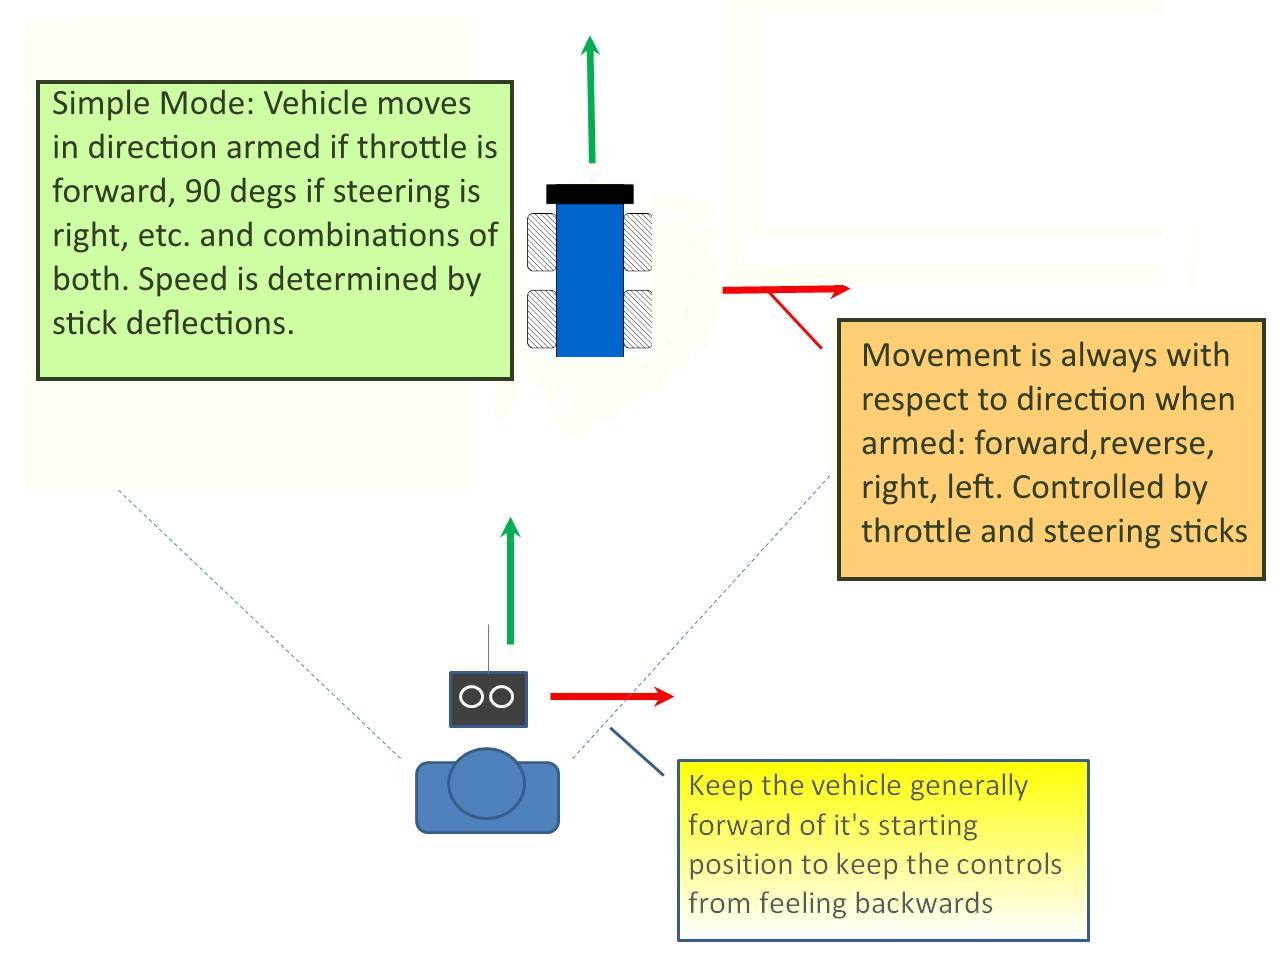 Simple Mode: Vehicle moves
in direction armed if throttle is
forward, 90 degs if steering is
right, etc. and combinations of
both. Speed is determined by
stick deflections.
Movement is always with
respect to direction when
armed: forward,reverse,
right, left. Controlled by
throttle and steering sticks
Keep the vehicle generally
forward of it's starting
position to keep the controls
from feeling backwards